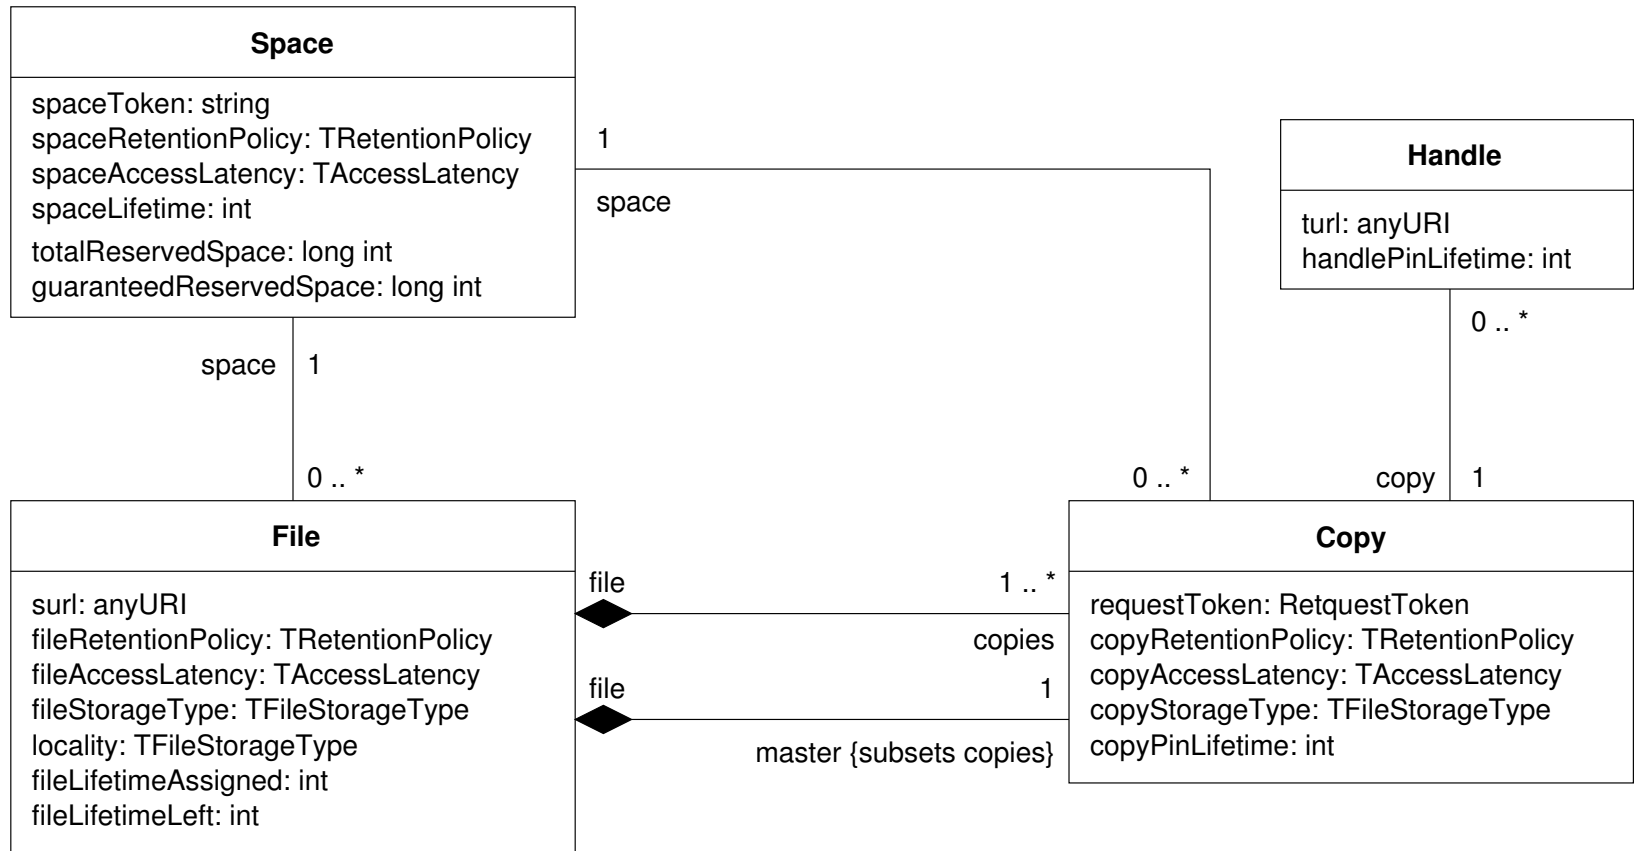 Space
spaceToken: string
spaceRetentionPolicy: TRetentionPolicy
spaceAccessLatency: TAccessLatency
spaceLifetime: int
totalReservedSpace: long int
guaranteedReservedSpace: long int
1
space
Handle
turl: anyURI
handlePinLifetime: int
0 .. *
space 1
0 .. *
0 .. *
copy 1
File
surl: anyURI
fileRetentionPolicy: TRetentionPolicy
fileAccessLatency: TAccessLatency
fileStorageType: TFileStorageType
locality: TFileStorageType
fileLifetimeAssigned: int
fileLifetimeLeft: int
file 1 .. *
copies
file 1
master {subsets copies}
Copy
requestToken: RetquestToken
copyRetentionPolicy: TRetentionPolicy
copyAccessLatency: TAccessLatency
copyStorageType: TFileStorageType
copyPinLifetime: int